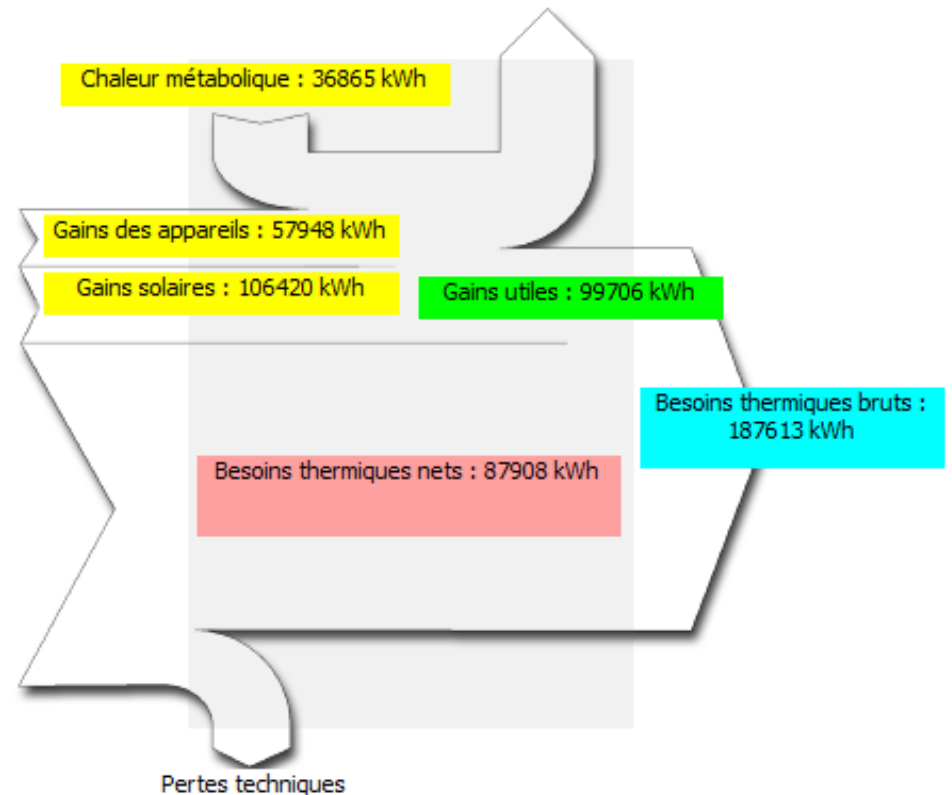 Chaleur métabolique : 36865 kWh
Gains des appareils : 57948 kWh
Gains solaires : 106420 kWh
Gains utiles : 99706 kWh
Besoins thermiques bruts :
187613 kWh
Besoins thermiques nets : 87908 kWh
Pertes techniques